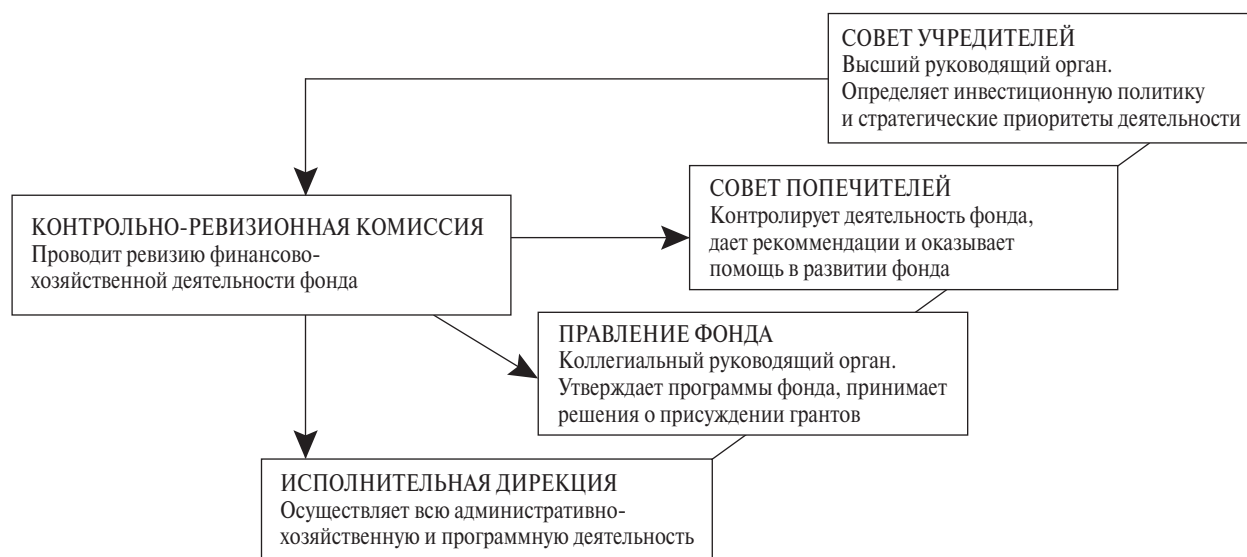 СОВЕТ УЧРЕДИТЕЛЕЙ
Высший руководящий орган.
Определяет инвестиционную политику
и стратегические приоритеты деятельности
СОВЕТ ПОПЕЧИТЕЛЕЙ
Контролирует деятельность фонда,
дает рекоммендации и оказывает
помощь в развитии фонда
КОНТРОЛЬНО-РЕВИЗИОННАЯ КОМИССИЯ
Проводит ревизию финансово-
хозяйственной деятельности фонда
ПРАВЛЕНИЕ ФОНДА
Коллегиальный руководящий орган.
Утверждает программы фонда, принимает
решения о присуждении грантов
ИСПОЛНИТЕЛЬНАЯ ДИРЕКЦИЯ
Осуществляет всю административно-
хозяйственную и программную деятельность